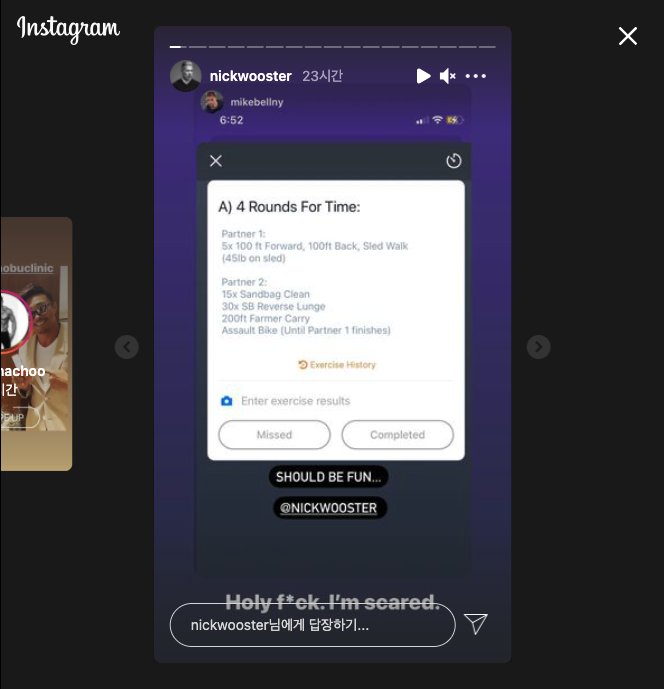 Instagram
nickwooster 23시간
mikebellny
6:52
A) 4 Rounds For Time:
Partner 1:
5x 100 ft Forward, 100ft Back, Sled Walk
(45lb on sled)
Partner 2:
15x Sandbag Clean
30x SB Reverse Lunge
200ft Farmer Carry
Assault Bike (Until Partner 1 finishes)
Exercise History
Enter exercise results
Missed Completed
SHOULD BE FUN...
@NICKWOOSTER
Holy f*ck. I'm scared.
nickwooster님에게 답장하기...
obuclinic
achoo
간